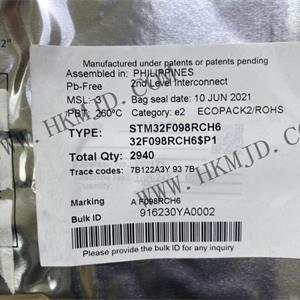 2"
Manufactured under patents or patents pending
Assembled in: PHILIPPINES
Pb-Free 2nd Level Interconnect
MSL: Bag seal date: 10 JUN 2021
PBT: 260°C Category: e2 ECOPACK2/ROHS
TYPE: STM32F098RCH6
32F098RCH6$P1
Total Qty: 2940
Trace codes: 7B122A3Y 93 7B
Marking A F098RCH6
Bulk ID 916230YA0002
Please provide the bulk ID for any inquiry
WWW.HKMJD.COM
WWW.HKMJD.COM